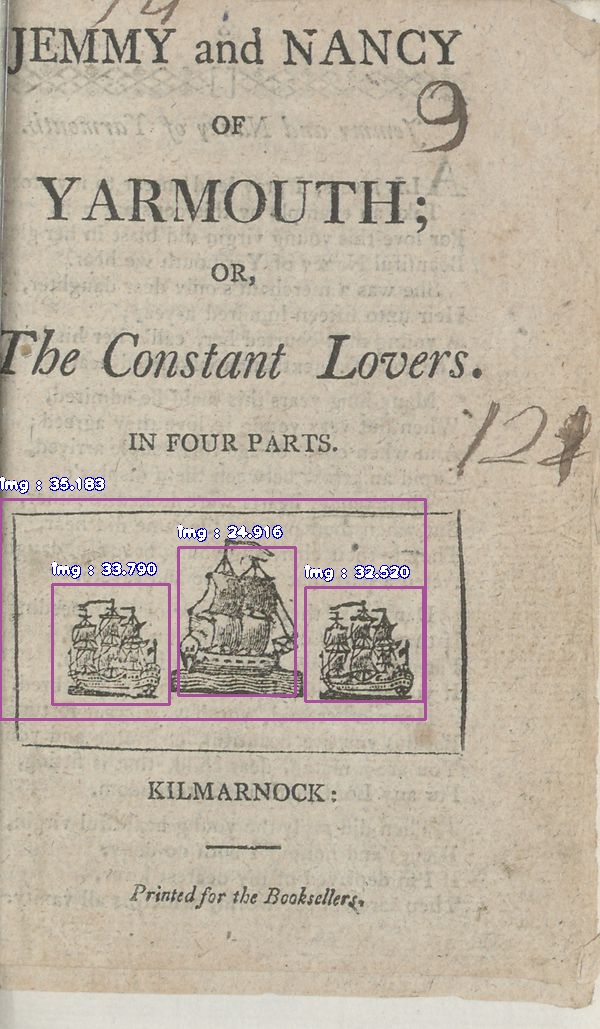 JEMMY and NANCY
9
OF
YARMOUTH;
OR,
The Constant Lovers.
IN FOUR PARTS.
121
img : 35.183
img : 24.916
img : 33.790
img : 32.520
KILMARNOCK:
Printed for the Booksellers.